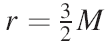 r = \frac{3}{2} M